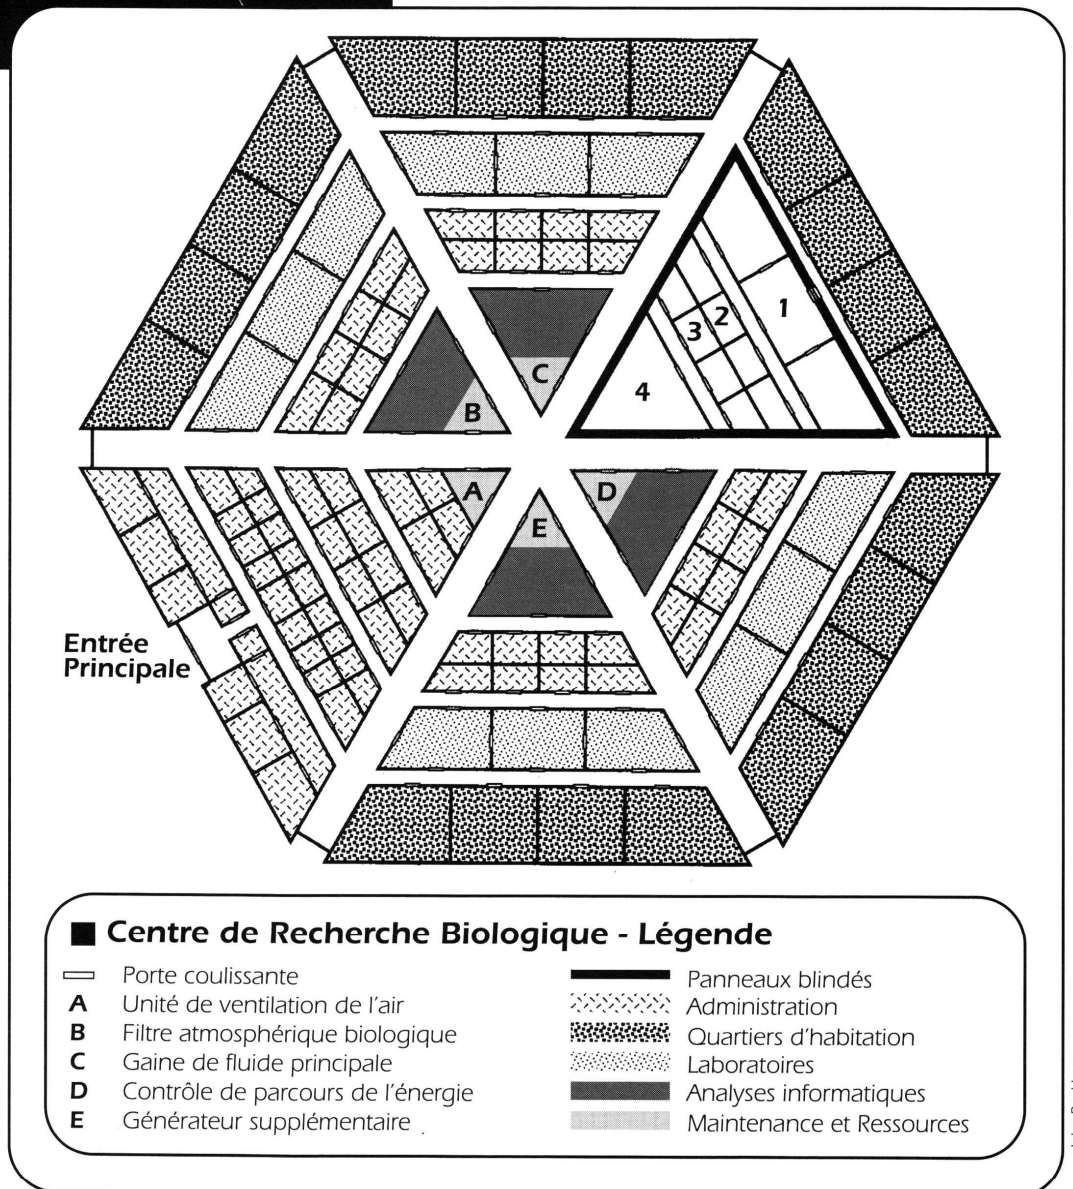 1
2
3
4
C
B
A
D
E
Entrée
Principale
Centre de Recherche Biologique - Légende
Porte coulissante
A Unité de ventilation de l'air
B Filtre atmosphérique biologique
C Gaine de fluide principale
D Contrôle de parcours de l'énergie
E Générateur supplémentaire
Panneaux blindés
Administration
Quartiers d'habitation
Laboratoires
Analyses informatiques
Maintenance et Ressources